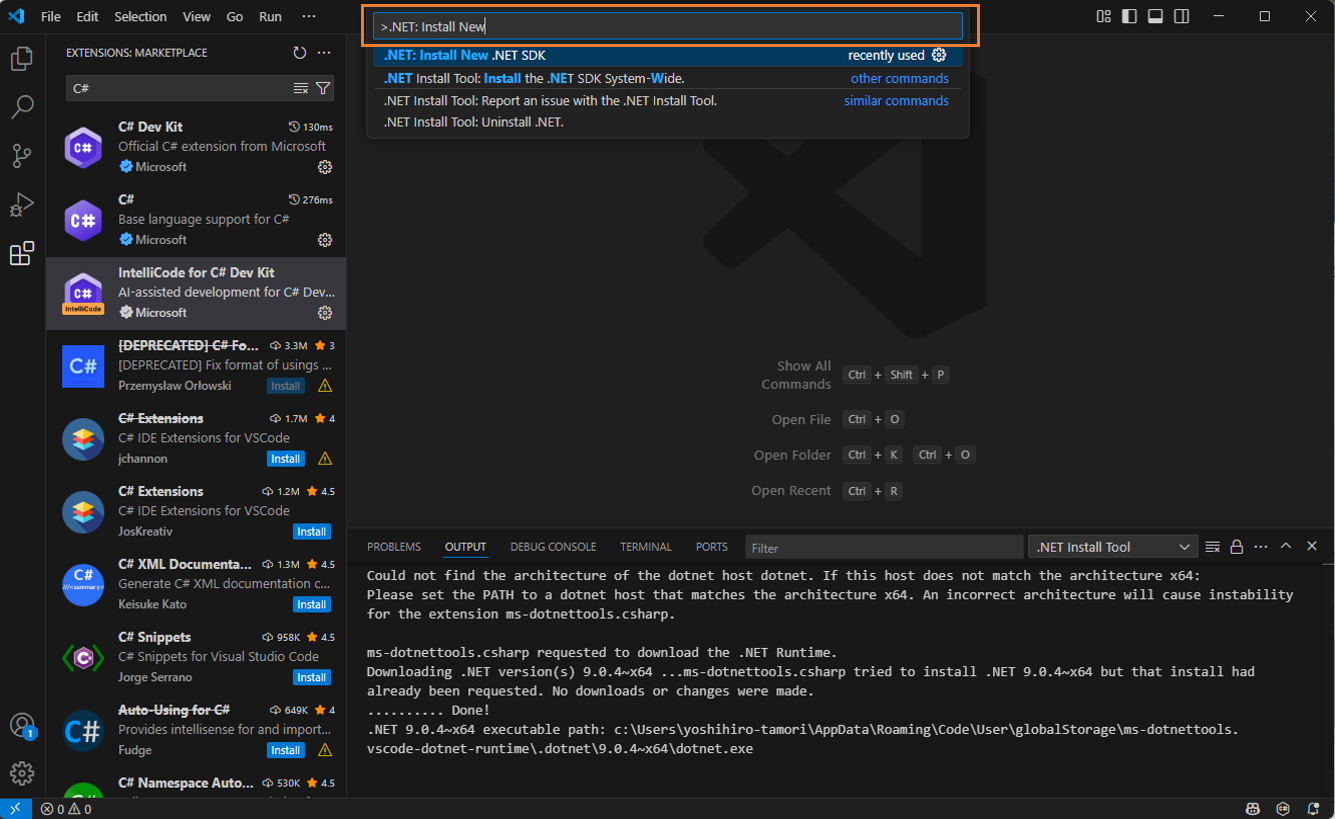 File Edit Selection View Go Run ···
>.NET: Install New
.NET: Install New .NET SDK recently used
.NET Install Tool: Install the .NET SDK System-Wide. other commands
.NET Install Tool: Report an issue with the .NET Install Tool. similar commands
.NET Install Tool: Uninstall .NET.
EXTENSIONS: MARKETPLACE
C#
C# Dev Kit 130ms
Official C# extension from Microsoft
Microsoft
C# 276ms
Base language support for C#
Microsoft
IntelliCode for C# Dev Kit
AI-assisted development for C# Dev...
Microsoft
[DEPRECATED] C# Fo... 3.3M 3
[DEPRECATED] Fix format of usings ...
Przemysław Orłowski Install
C# Extensions 1.7M 4
C# IDE Extensions for VSCode
jchannon Install
C# Extensions 1.2M 4.5
C# IDE Extensions for VSCode
JosKreativ Install
C# XML Documenta... 1.3M 4.5
Generate C# XML documentation c...
Keisuke Kato Install
C# Snippets 958K 4.5
C# Snippets for Visual Studio Code
Jorge Serrano Install
Auto-Using for C# 649K 4
Provides intellisense for and import...
Fudge Install
C# Namespace Auto... 530K 4.5
C#
C#
C#
IntelliCode
C#
C#
///<summary>
C#
C#
Show All
Commands Ctrl + Shift + P
Open File Ctrl + O
Open Folder Ctrl + K Ctrl + O
Open Recent Ctrl + R
PROBLEMS OUTPUT DEBUG CONSOLE TERMINAL PORTS Filter .NET Install Tool
Could not find the architecture of the dotnet host dotnet. If this host does not match the architecture x64:
Please set the PATH to a dotnet host that matches the architecture x64. An incorrect architecture will cause instability
for the extension ms-dotnettools.csharp.
ms-dotnettools.csharp requested to download the .NET Runtime.
Downloading .NET version(s) 9.0.4~x64 ...ms-dotnettools.csharp tried to install .NET 9.0.4~x64 but that install had
already been requested. No downloads or changes were made.
.......... Done!
.NET 9.0.4~x64 executable path: c:\Users\yoshihiro-tamori\AppData\Roaming\Code\User\globalStorage\ms-dotnettools.
vscode-dotnet-runtime\.dotnet\9.0.4~x64\dotnet.exe
1
0 0